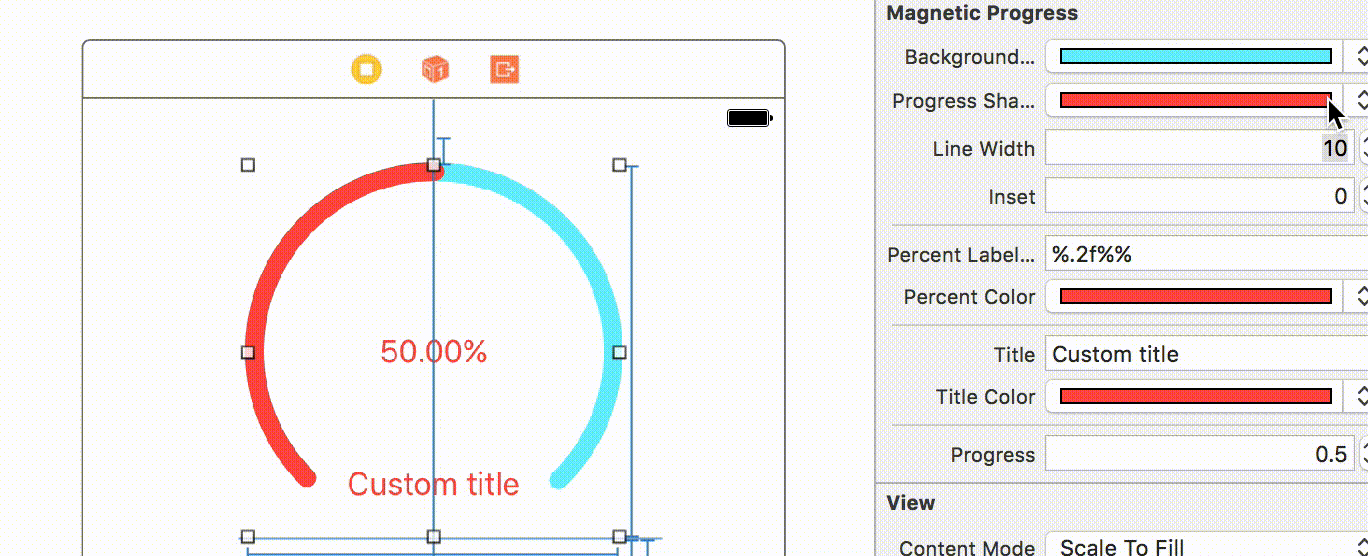 Magnetic Progress
Background...
Progress Sha...
Line Width 10
Inset 0
Percent Label... %.2f%%
Percent Color
Title Custom title
Title Color
Progress 0.5
View
Content Mode Scale To Fill
50.00%
Custom title
1